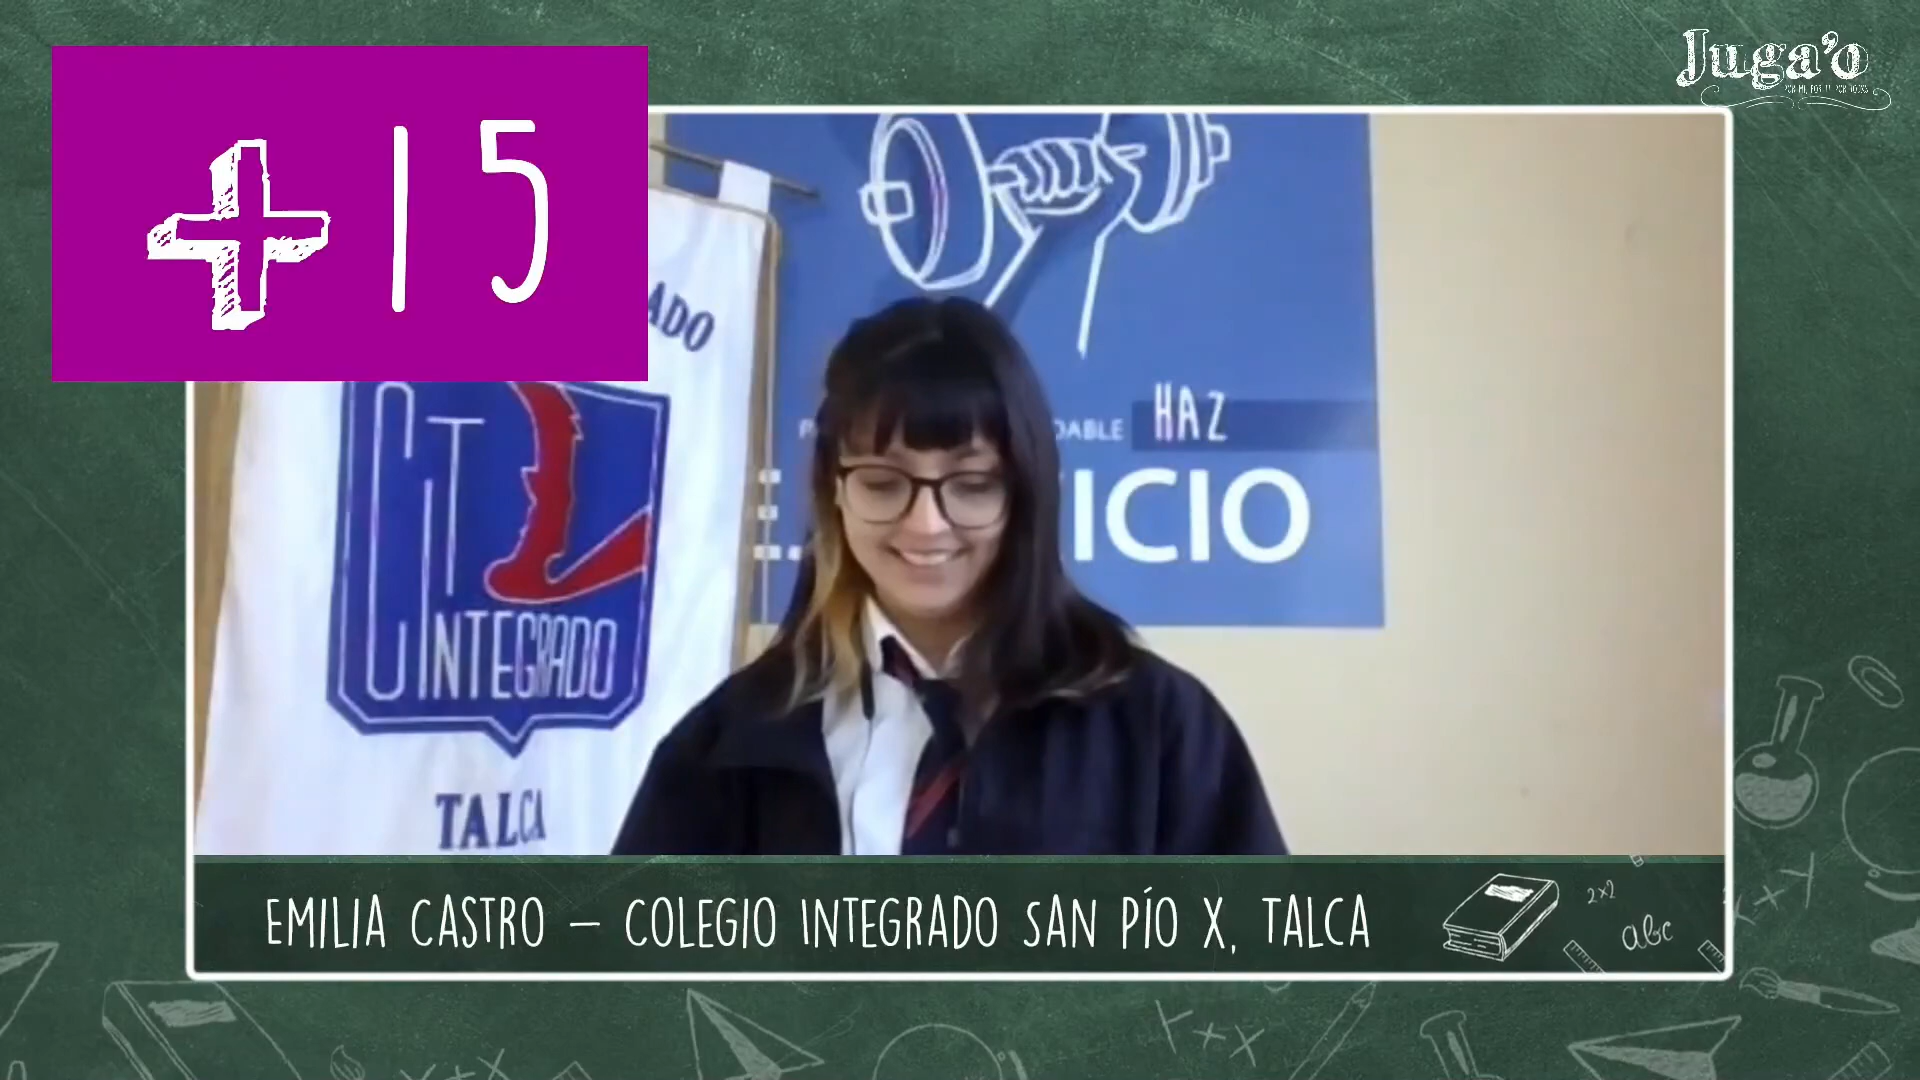 Juga'o
+15
ADO
HAZ
DABLE
ICIO
CIT
INTEGRADO
TALCA
EMILIA CASTRO – COLEGIO INTEGRADO SAN PÍO X, TALCA
2x2
abc
x+y
x+x
x+x